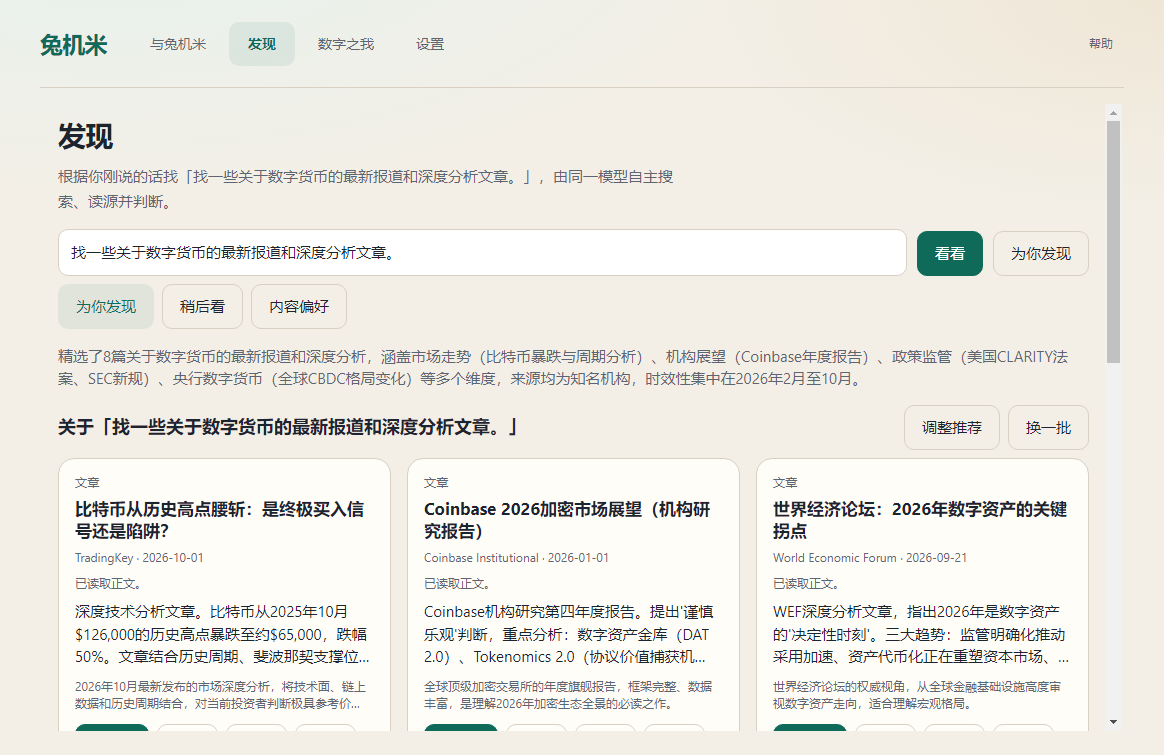 兔机米
与兔机米
发现
数字之我
设置
帮助
发现
根据你刚说的话找「找一些关于数字货币的最新报道和深度分析文章。」，由同一模型自主搜
索、读源并判断。
找一些关于数字货币的最新报道和深度分析文章。
看看
为你发现
为你发现
稍后看
内容偏好
精选了8篇关于数字货币的最新报道和深度分析，涵盖市场走势（比特币暴跌与周期分析）、机构展望（Coinbase年度报告）、政策监管（美国CLARITY法
案、SEC新规）、央行数字货币（全球CBDC格局变化）等多个维度，来源均为知名机构，时效性集中在2026年2月至10月。
关于「找一些关于数字货币的最新报道和深度分析文章。」
调整推荐
换一批
文章
比特币从历史高点腰斩：是终极买入信
号还是陷阱？
TradingKey · 2026-10-01
已读取正文。
深度技术分析文章。比特币从2025年10月
$126,000的历史高点暴跌至约$65,000，跌幅
50%。文章结合历史周期、斐波那契支撑位...
2026年10月最新发布的市场深度分析，将技术面、链上
数据和历史周期结合，对当前投资者判断极具参考价...
文章
Coinbase 2026加密市场展望（机构研
究报告）
Coinbase Institutional · 2026-01-01
已读取正文。
Coinbase机构研究第四年度报告。提出'谨慎
乐观'判断，重点分析：数字资产金库（DAT
2.0）、Tokenomics 2.0（协议价值捕获机...
全球顶级加密交易所的年度旗舰报告，框架完整、数据
丰富，是理解2026年加密生态全景的必读之作。
文章
世界经济论坛：2026年数字资产的关键
拐点
World Economic Forum · 2026-09-21
已读取正文。
WEF深度分析文章，指出2026年是数字资产
的'决定性时刻'。三大趋势：监管明确化推动
采用加速、资产代币化正在重塑资本市场、...
世界经济论坛的权威视角，从全球金融基础设施高度审
视数字资产走向，适合理解宏观格局。